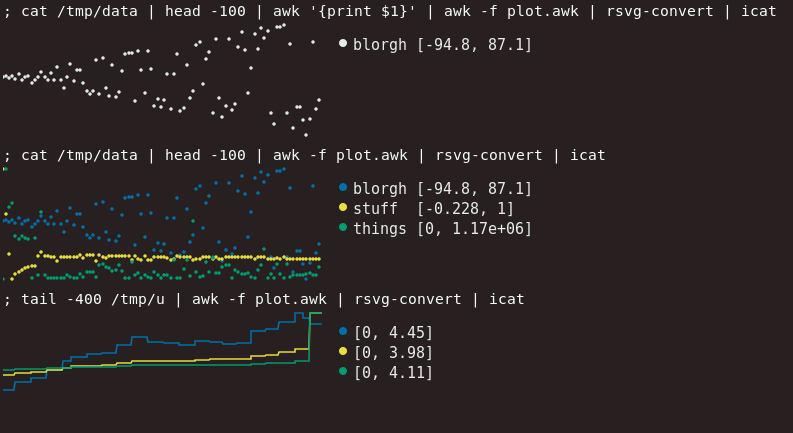 ; cat /tmp/data | head -100 | awk '{print $1}' | awk -f plot.awk | rsvg-convert | icat
blorgh [-94.8, 87.1]
; cat /tmp/data | head -100 | awk -f plot.awk | rsvg-convert | icat
blorgh [-94.8, 87.1]
stuff  [-0.228, 1]
things [0, 1.17e+06]
; tail -400 /tmp/u | awk -f plot.awk | rsvg-convert | icat
[0, 4.45]
[0, 3.98]
[0, 4.11]